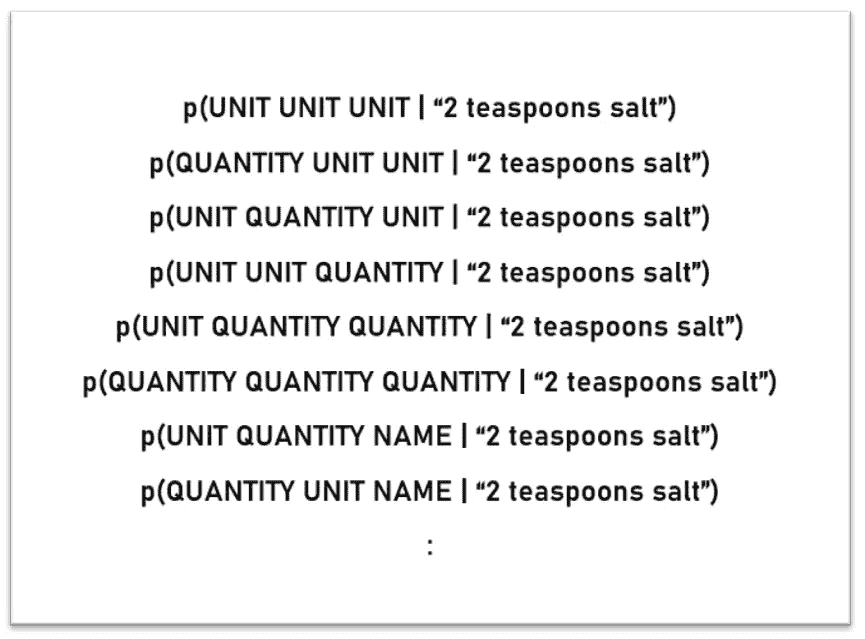 p(UNIT UNIT UNIT | “2 teaspoons salt”)
p(QUANTITY UNIT UNIT | “2 teaspoons salt”)
p(UNIT QUANTITY UNIT | “2 teaspoons salt”)
p(UNIT UNIT QUANTITY | “2 teaspoons salt”)
p(UNIT QUANTITY QUANTITY | “2 teaspoons salt”)
p(QUANTITY QUANTITY QUANTITY | “2 teaspoons salt”)
p(UNIT QUANTITY NAME | “2 teaspoons salt”)
p(QUANTITY UNIT NAME | “2 teaspoons salt”)
: